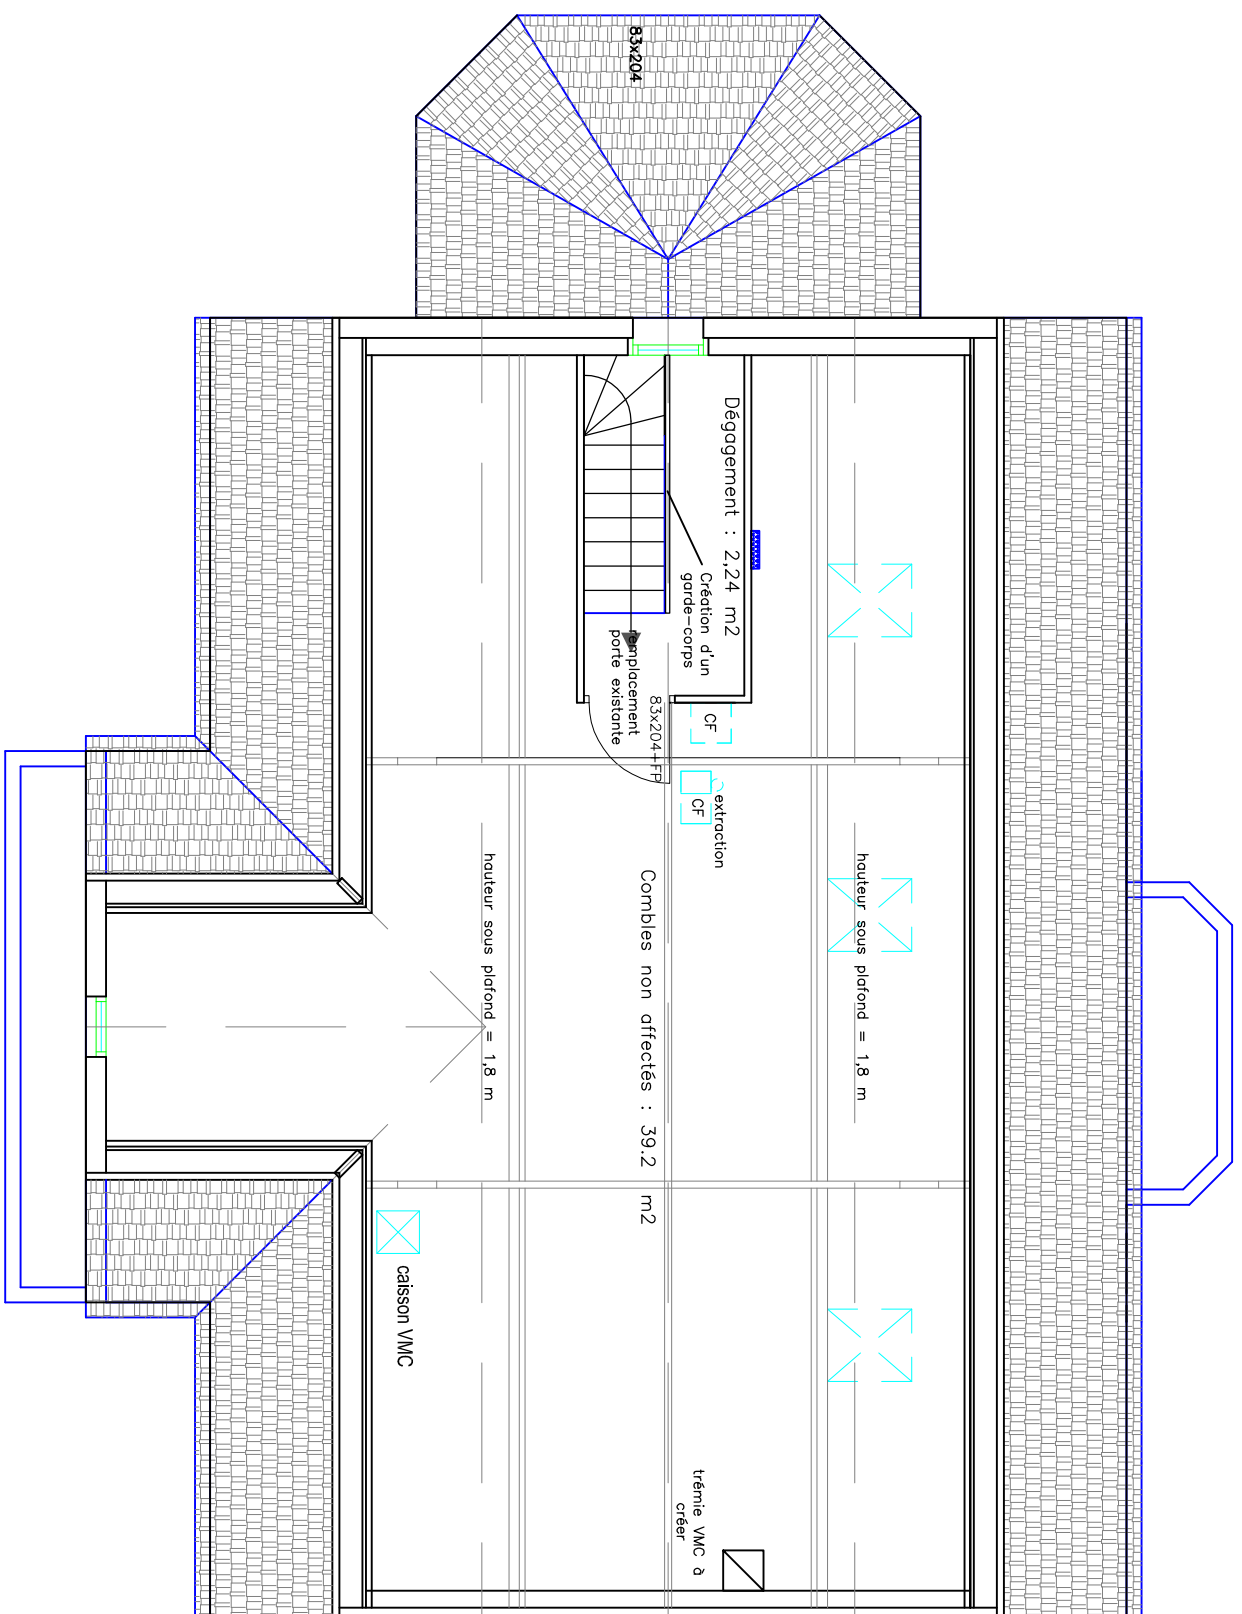 83x204
Dégagement : 2,24 m2
Création d'un
garde-corps
remplacement
porte existante
83x204+FP
CF
CF
extraction
hauteur sous plafond = 1,8 m
Combles non affectés : 39.2 m2
hauteur sous plafond = 1,8 m
caisson VMC
trémie VMC à
créer